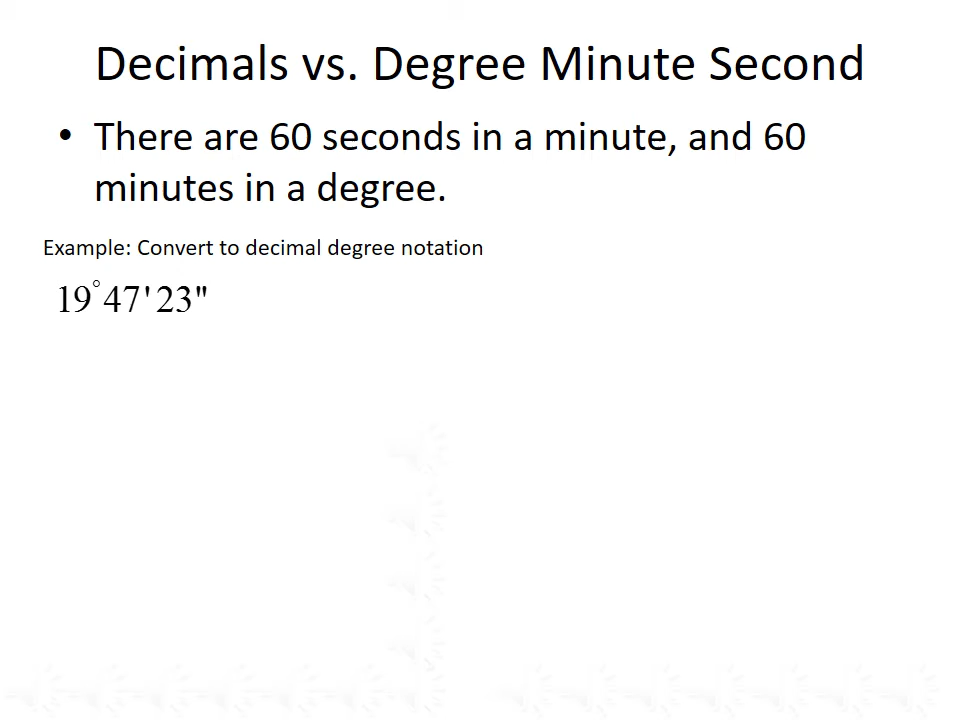 Decimals vs. Degree Minute Second
• There are 60 seconds in a minute, and 60
minutes in a degree.
Example: Convert to decimal degree notation
19°47'23"